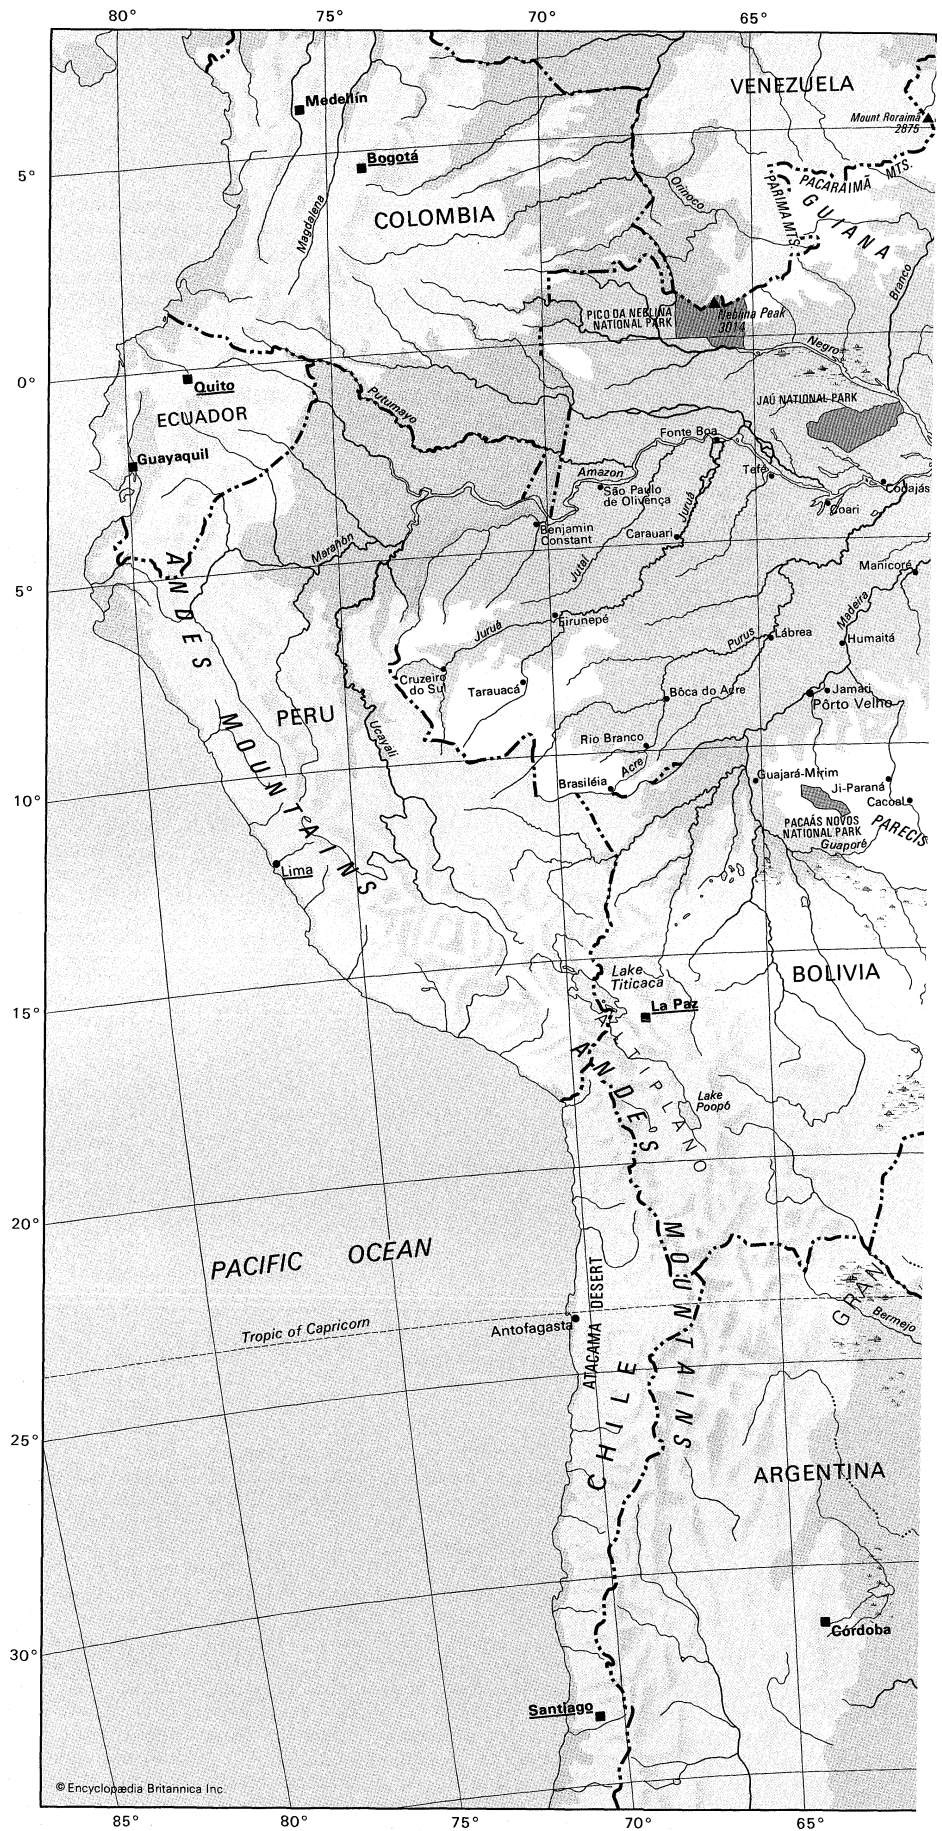 80° 75° 70° 65°
VENEZUELA
Medellín
Mount Roraima
2875
Bogotá
5°
PACARAIMÃ MTS.
PARIMA MTS.
Orinoco
Magdalena
COLOMBIA
GUIANA
Branco
PICO DA NEBLINA
NATIONAL PARK
Neblina Peak
3014
Negro
0°
Quito
Putumayo
JAÚ NATIONAL PARK
ECUADOR
Fonte Boa
Guayaquil
Amazon
Tefé
São Paulo
de Olivença
Codajás
Juruá
Coari
Benjamin
Constant
Carauari
Marañón
Jutaí
Manicoré
5°
Madeira
Eirunepé
Juruá
Purus
Lábrea
Humaitá
Cruzeiro
do Sul
Tarauacá
Bôca do Acre
Jamari
Pôrto Velho
PERU
Ucayali
Rio Branco
Acre
Brasiléia
Guajará-Mirim
Ji-Paraná
Cacoal
10°
PACAÁS NOVOS
NATIONAL PARK
PARECIS
Guaporé
ANDES MOUNTAINS
Lima
Lake
Titicaca
BOLIVIA
15°
La Paz
ALTIPLANO
Lake
Poopó
ANDES MOUNTAINS
20°
PACIFIC OCEAN
GRAN
Bermejo
Tropic of Capricorn
Antofagasta
ATACAMA DESERT
CHILE
25°
ARGENTINA
Córdoba
30°
Santiago
© Encyclopædia Britannica Inc
85° 80° 75° 70° 65°